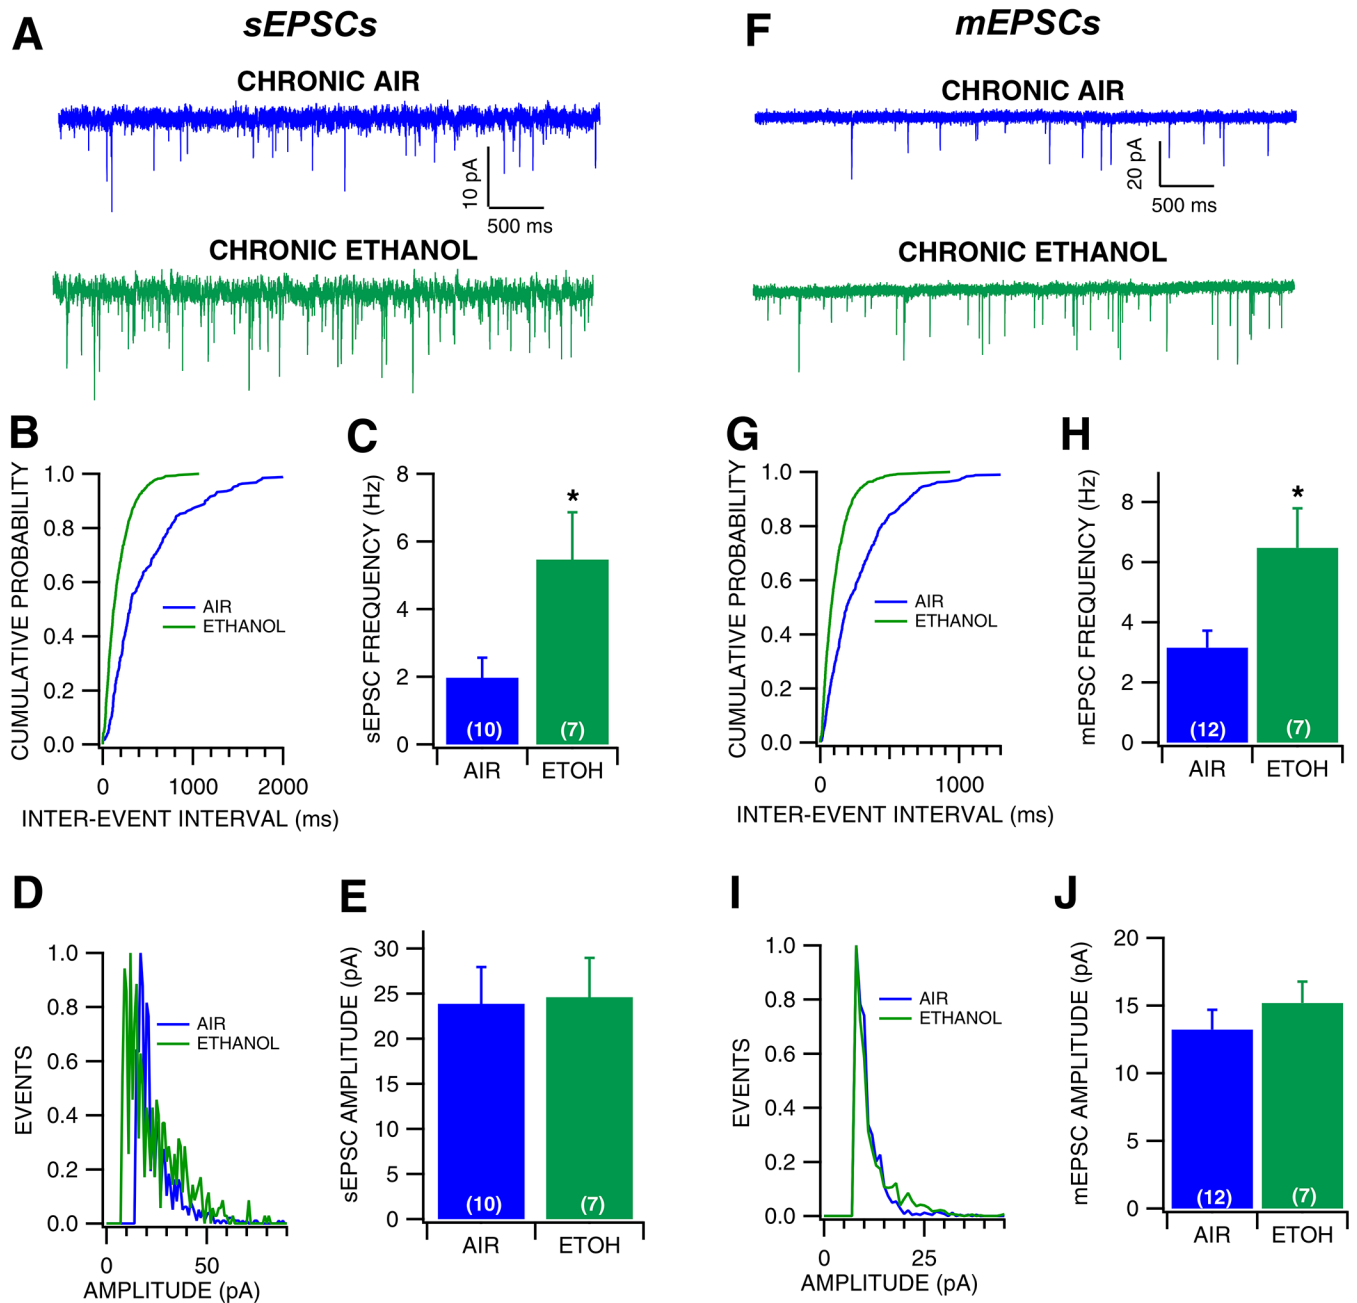 A
sEPSCs
CHRONIC AIR
10 pA
500 ms
CHRONIC ETHANOL
F
mEPSCs
CHRONIC AIR
20 pA
500 ms
CHRONIC ETHANOL
B
CUMULATIVE PROBABILITY
1.0
0.8
0.6
0.4
0.2
0.0
AIR
ETHANOL
0
1000
2000
INTER-EVENT INTERVAL (ms)
C
sEPSC FREQUENCY (Hz)
8
6
4
2
0
*
(10)
(7)
AIR
ETOH
G
CUMULATIVE PROBABILITY
1.0
0.8
0.6
0.4
0.2
0.0
AIR
ETHANOL
0
1000
INTER-EVENT INTERVAL (ms)
H
mEPSC FREQUENCY (Hz)
8
6
4
2
0
*
(12)
(7)
AIR
ETOH
D
EVENTS
1.0
0.8
0.6
0.4
0.2
0.0
AIR
ETHANOL
0
50
AMPLITUDE (pA)
E
sEPSC AMPLITUDE (pA)
30
25
20
15
10
5
0
(10)
(7)
AIR
ETOH
I
EVENTS
1.0
0.8
0.6
0.4
0.2
0.0
AIR
ETHANOL
0
25
AMPLITUDE (pA)
J
mEPSC AMPLITUDE (pA)
20
15
10
5
0
(12)
(7)
AIR
ETOH